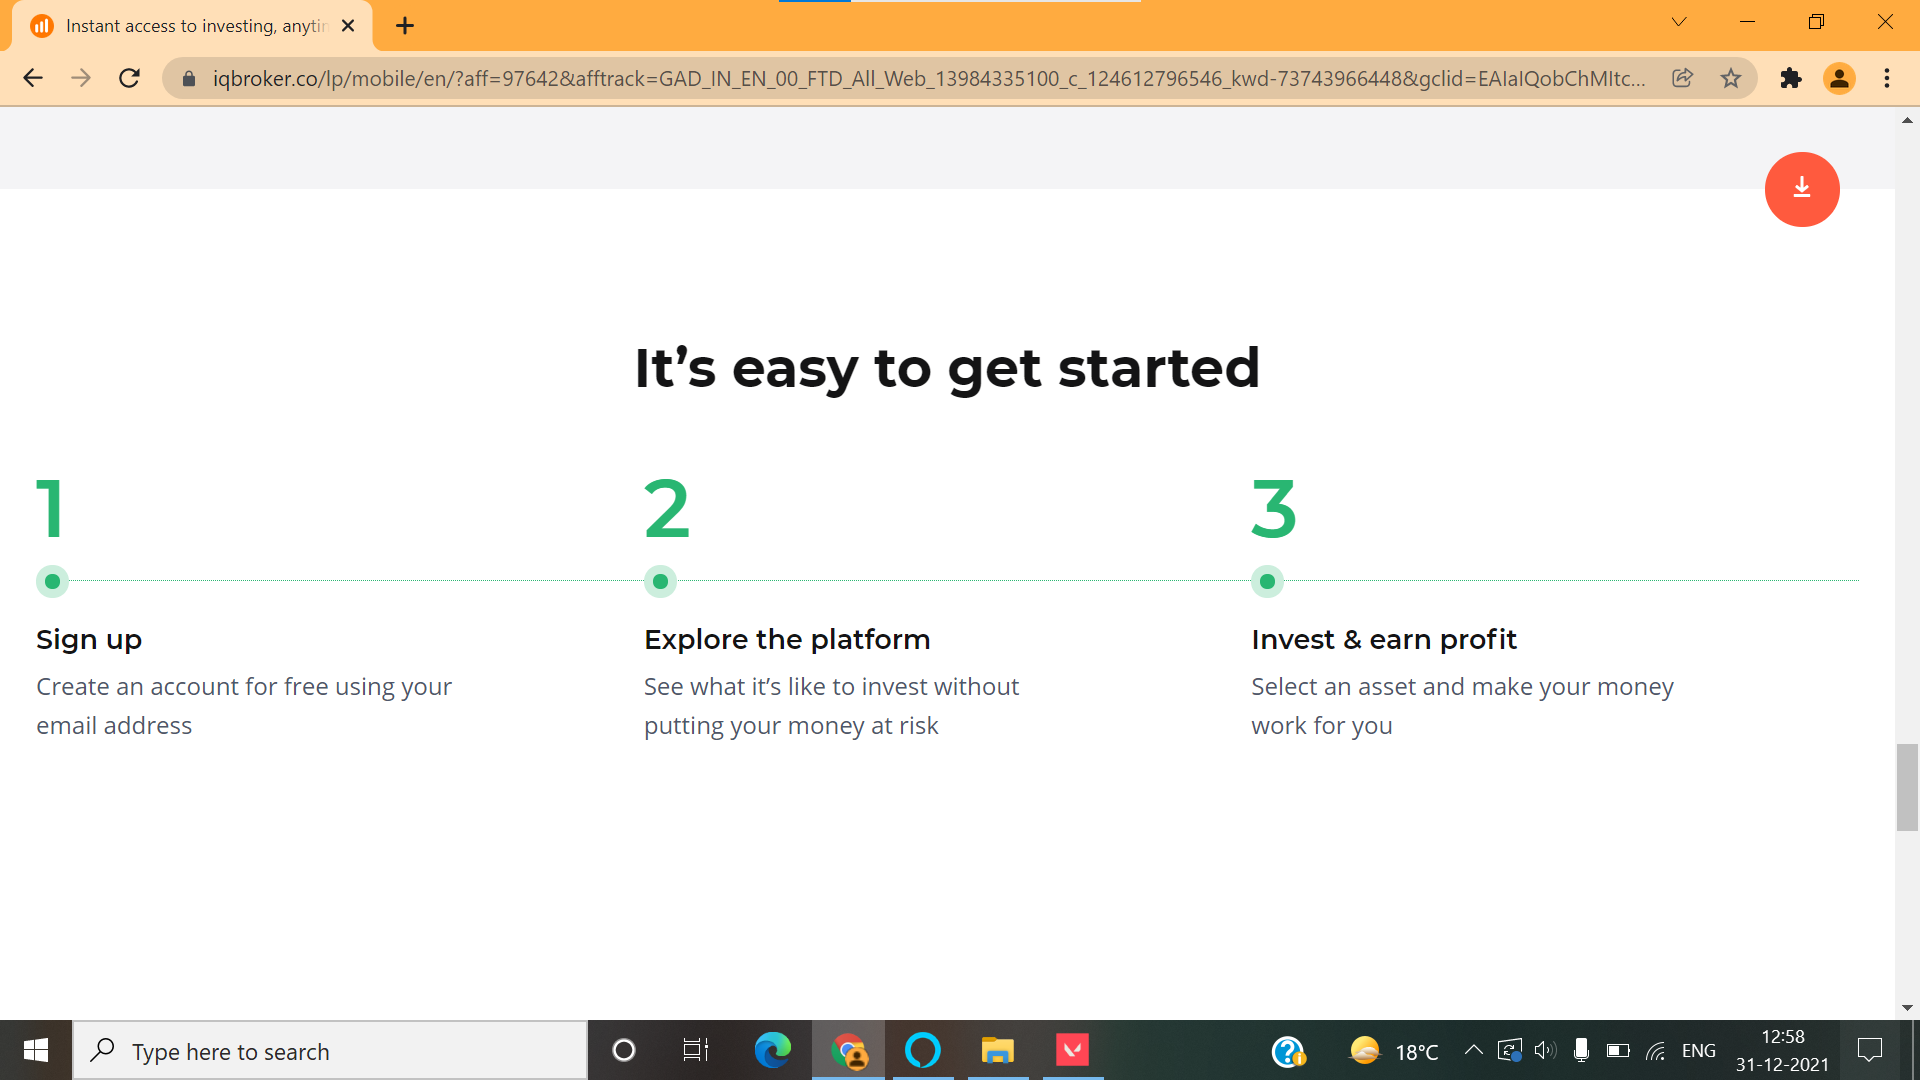 Instant access to investing, anytin
iqbroker.co/lp/mobile/en/?aff=97642&afftrack=GAD_IN_EN_00_FTD_All_Web_13984335100_c_124612796546_kwd-73743966448&gclid=EAIaIQobChMItc...
It’s easy to get started
1
2
3
Sign up
Create an account for free using your
email address
Explore the platform
See what it’s like to invest without
putting your money at risk
Invest & earn profit
Select an asset and make your money
work for you
Type here to search
18°C
ENG
12:58
31-12-2021